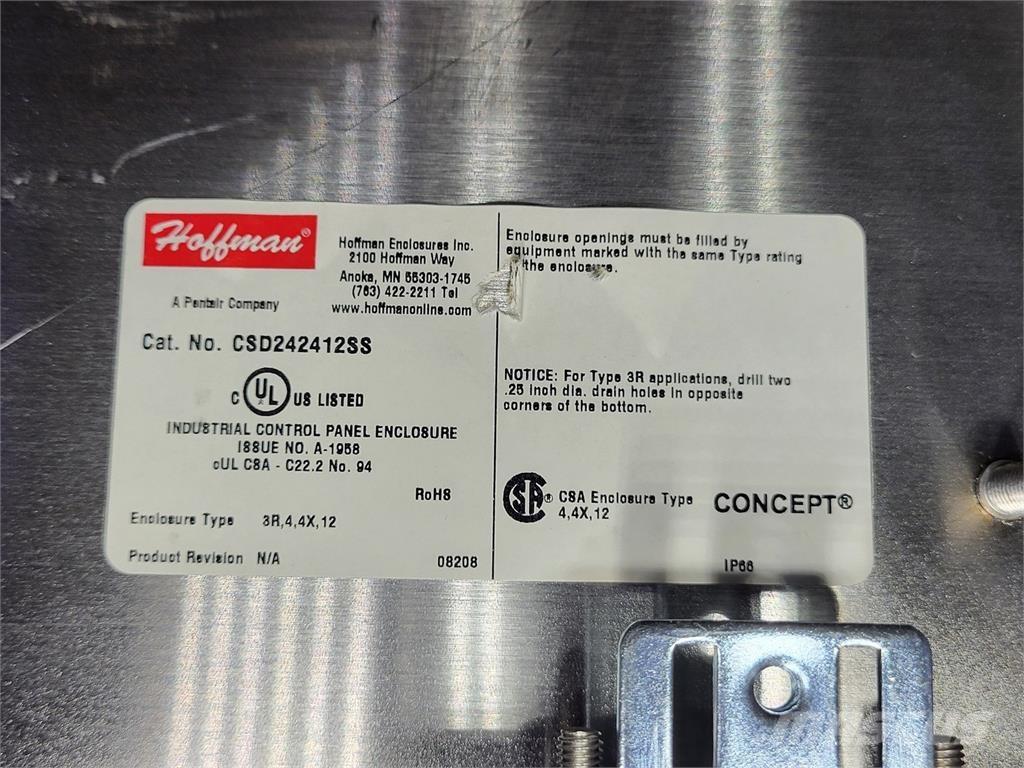 Hoffman®
A Pentair Company
Hoffman Enclosures Inc.
2100 Hoffman Way
Anoka, MN 55303-1745
(763) 422-2211 Tel
www.hoffmanonline.com
Cat. No. CSD242412SS
C UL US LISTED
INDUSTRIAL CONTROL PANEL ENCLOSURE
ISSUE NO. A-1958
cUL CSA - C22.2 No. 94
RoHS
Enclosure Type 3R,4,4X,12
Product Revision N/A
08208
Enclosure openings must be filled by
equipment marked with the same Type rating
the enclosure.
NOTICE: For Type 3R applications, drill two
.25 inch dia. drain holes in opposite
corners of the bottom.
SA® CSA Enclosure Type
4,4X,12
CONCEPT®
IP66